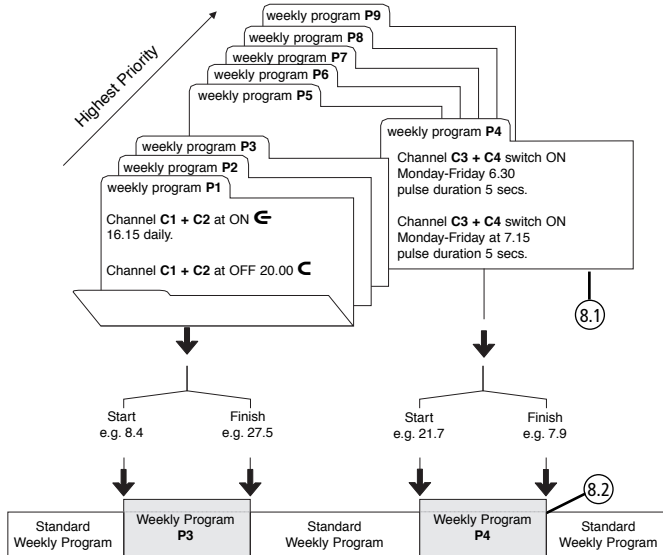 weekly program P9
weekly program P8
weekly program P7
weekly program P6
weekly program P5
Highest Priority
weekly program P4
Channel C3 + C4 switch ON
Monday-Friday 6.30
pulse duration 5 secs.
Channel C3 + C4 switch ON
Monday-Friday at 7.15
pulse duration 5 secs.
weekly program P3
weekly program P2
weekly program P1
Channel C1 + C2 at ON
16.15 daily.
Channel C1 + C2 at OFF 20.00
8.1
Start
e.g. 8.4
Finish
e.g. 27.5
Start
e.g. 21.7
Finish
e.g. 7.9
8.2
Standard
Weekly Program
Weekly Program
P3
Standard
Weekly Program
Weekly Program
P4
Standard
Weekly Program